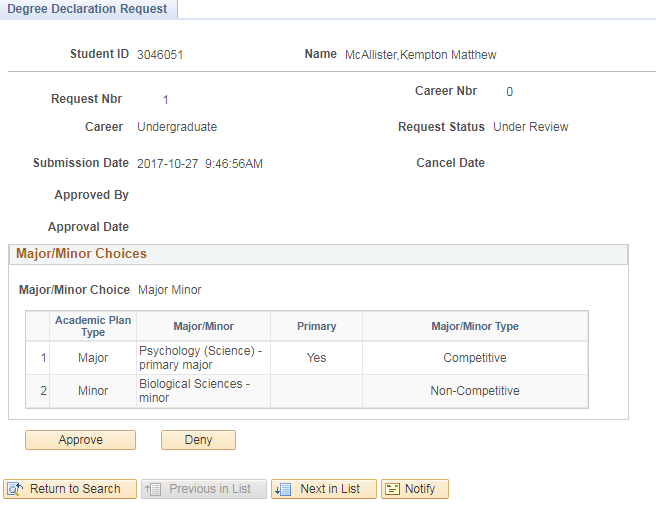 Degree Declaration Request
Student ID 3046051 Name McAllister,Kempton Matthew
Request Nbr 1 Career Nbr 0
Career Undergraduate Request Status Under Review
Submission Date 2017-10-27 9:46:56AM Cancel Date
Approved By
Approval Date
Major/Minor Choices
Major/Minor Choice Major Minor
Academic Plan Type Major/Minor Primary Major/Minor Type
1 Major Psychology (Science) - primary major Yes Competitive
2 Minor Biological Sciences - minor Non-Competitive
Approve Deny
Return to Search Previous in List Next in List Notify